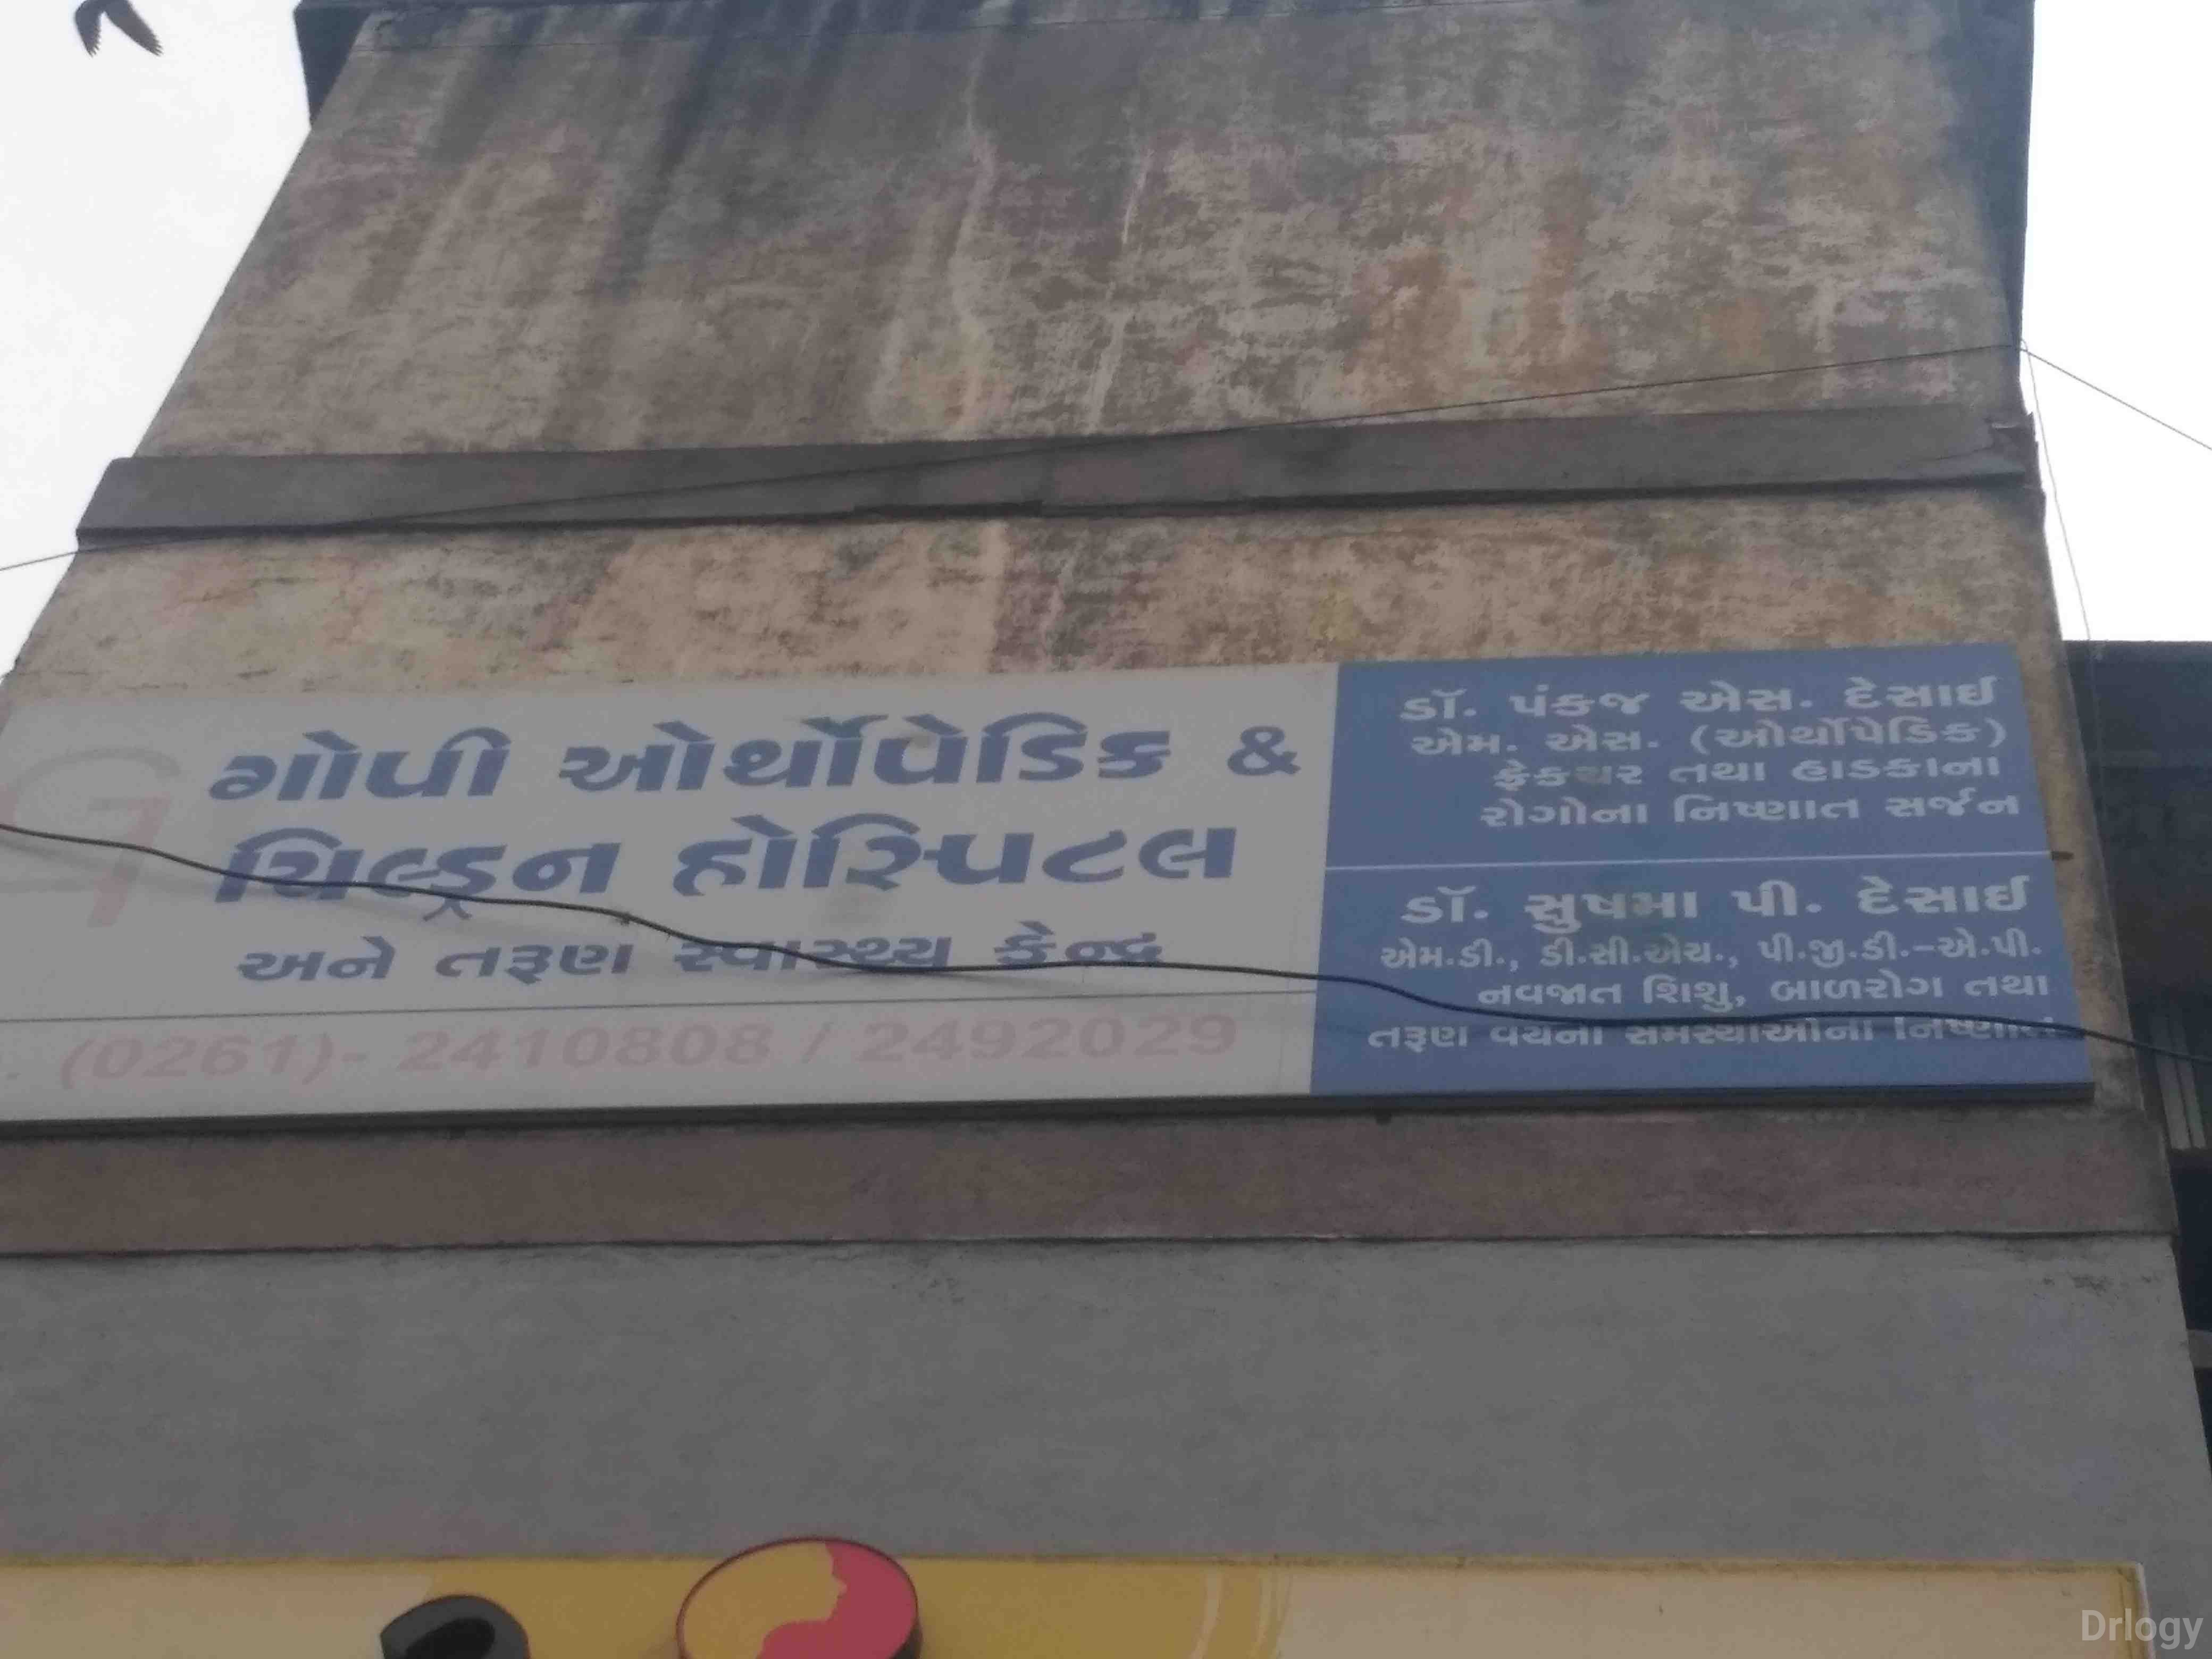 ગોપી ઓર્થોપેડિક &
ચિલ્ડ્રન હોસ્પિટલ
અને તરૂણ સ્વાસ્થ્ય કેન્દ્ર
(0261)- 2410808 / 2492029
ડૉ. પંકજ એસ. દેસાઈ
એમ. એસ. (ઓર્થોપેડિક)
ફ્રેકચર તથા હાડકાના
રોગોના નિષ્ણાત સર્જન
ડૉ. સુષમા પી. દેસાઈ
એમ.ડી., ડી.સી.એચ., પી.જી.ડી.-એ.પી.
નવજાત શિશુ, બાળરોગ તથા
તરૂણ વયની સમસ્યાઓના નિષ્ણાત
Drlogy